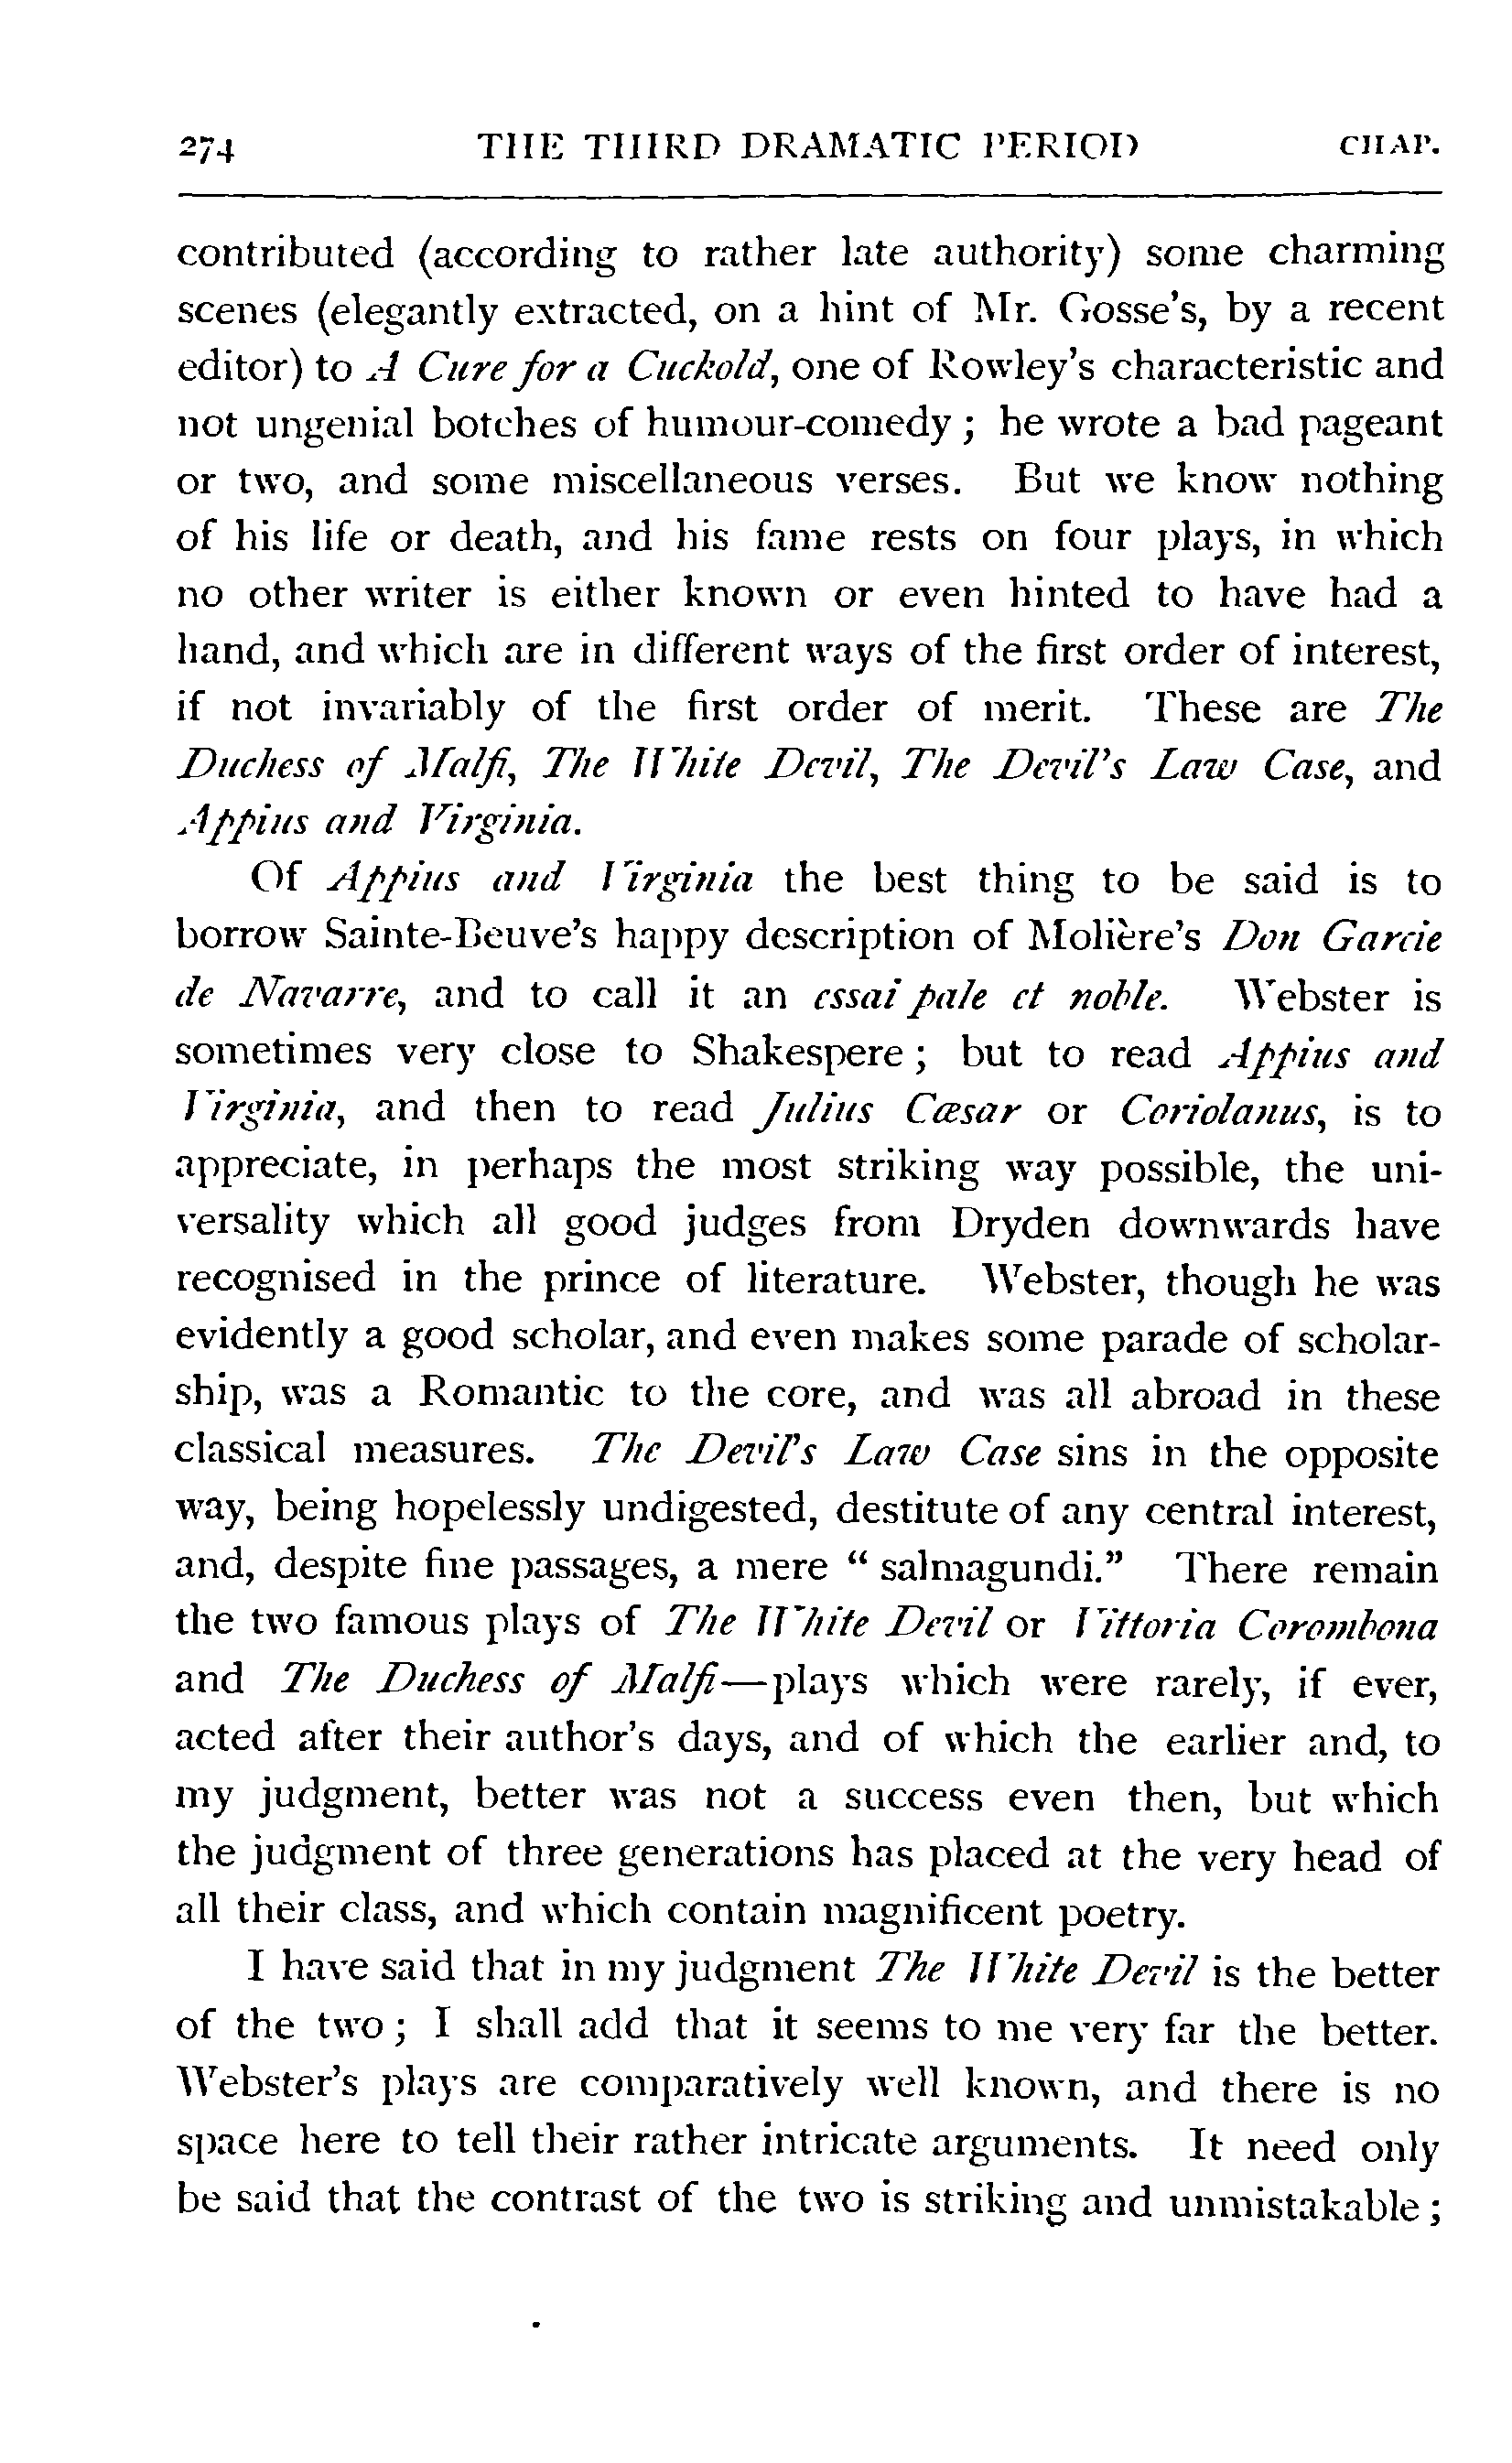 274 THE THIRD DRAMATIC PERIOD CHAP.
contributed (according to rather late authority) some charming
scenes (elegantly extracted, on a hint of Mr. Gosse's, by a recent
editor) to A Cure for a Cuckold, one of Rowley's characteristic and
not ungenial botches of humour-comedy; he wrote a bad pageant
or two, and some miscellaneous verses. But we know nothing
of his life or death, and his fame rests on four plays, in which
no other writer is either known or even hinted to have had a
hand, and which are in different ways of the first order of interest,
if not invariably of the first order of merit. These are The
Duchess of Malfi, The White Devil, The Devil's Law Case, and
Appius and Virginia.
Of Appius and Virginia the best thing to be said is to
borrow Sainte-Beuve's happy description of Molière's Don Garcie
de Navarre, and to call it an essai pale et noble. Webster is
sometimes very close to Shakespere; but to read Appius and
Virginia, and then to read Julius Cæsar or Coriolanus, is to
appreciate, in perhaps the most striking way possible, the uni-
versality which all good judges from Dryden downwards have
recognised in the prince of literature. Webster, though he was
evidently a good scholar, and even makes some parade of scholar-
ship, was a Romantic to the core, and was all abroad in these
classical measures. The Devil's Law Case sins in the opposite
way, being hopelessly undigested, destitute of any central interest,
and, despite fine passages, a mere "salmagundi." There remain
the two famous plays of The White Devil or Vittoria Corombona
and The Duchess of Malfi—plays which were rarely, if ever,
acted after their author's days, and of which the earlier and, to
my judgment, better was not a success even then, but which
the judgment of three generations has placed at the very head of
all their class, and which contain magnificent poetry.
I have said that in my judgment The White Devil is the better
of the two; I shall add that it seems to me very far the better.
Webster's plays are comparatively well known, and there is no
space here to tell their rather intricate arguments. It need only
be said that the contrast of the two is striking and unmistakable;